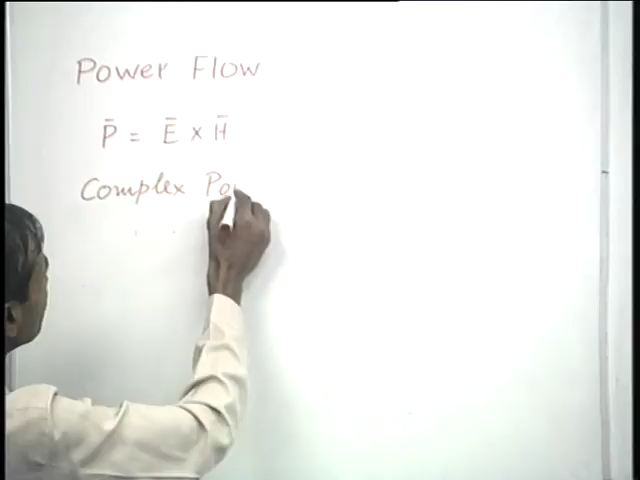 Power Flow
P̄ = Ē × H̄
Complex Po